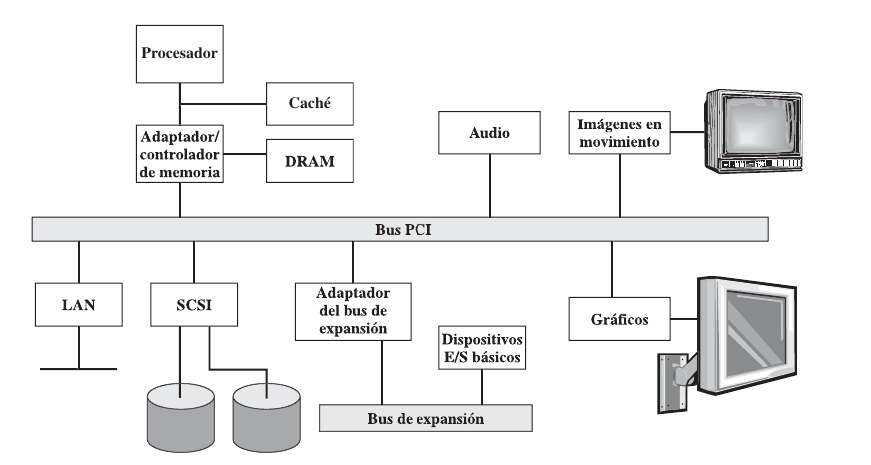 Procesador
Caché
Adaptador/
controlador
de memoria
DRAM
Audio
Imágenes en
movimiento
Bus PCI
LAN
SCSI
Adaptador
del bus de
expansión
Dispositivos
E/S básicos
Gráficos
Bus de expansión